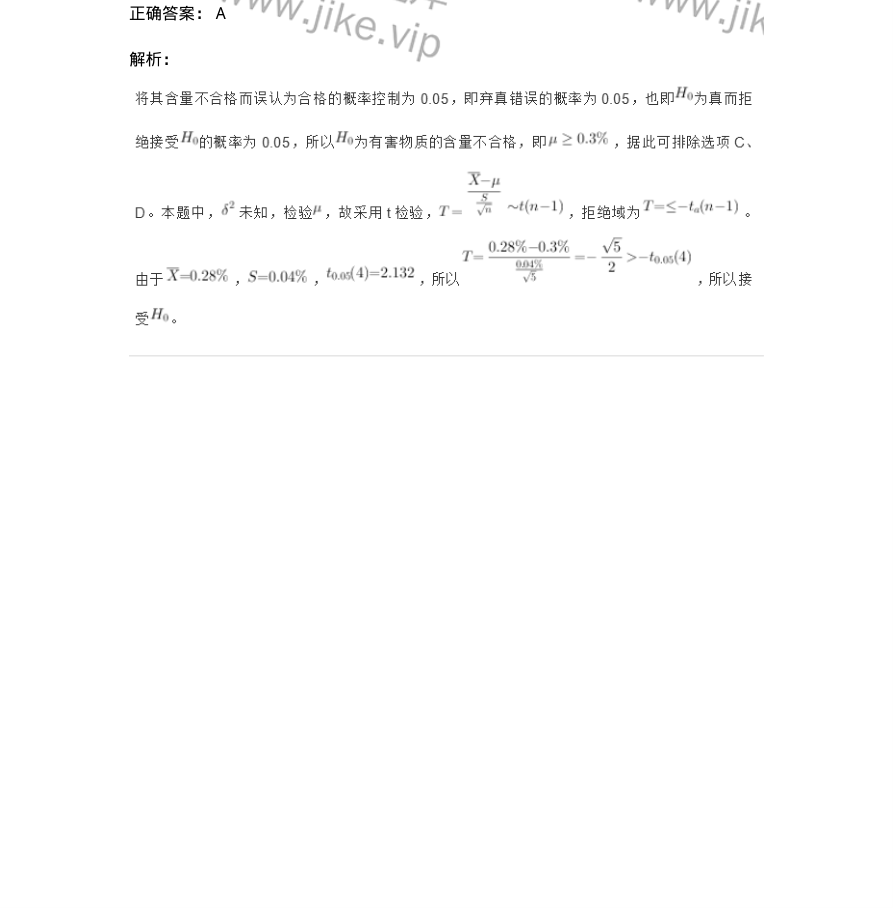 正确答案： A
www.jike.vip
www.jik
解析：
将其含量不合格而误认为合格的概率控制为 0.05，即弃真错误的概率为 0.05，也即H₀为真而拒
绝接受H₀的概率为 0.05，所以H₀为有害物质的含量不合格，即μ ≥ 0.3% ，据此可排除选项 C、
D。本题中，δ² 未知，检验μ，故采用 t 检验，T = (X̅−μ)/(S/√n) ~t(n−1) ，拒绝域为 T=≤−tₐ(n−1) 。
由于 X̅=0.28% ，S=0.04% ，t₀.₀₅(4)=2.132 ，所以 T= (0.28%−0.3%)/(0.04%/√5) =− √5/2 >−t₀.₀₅(4) ，所以接
受H₀。